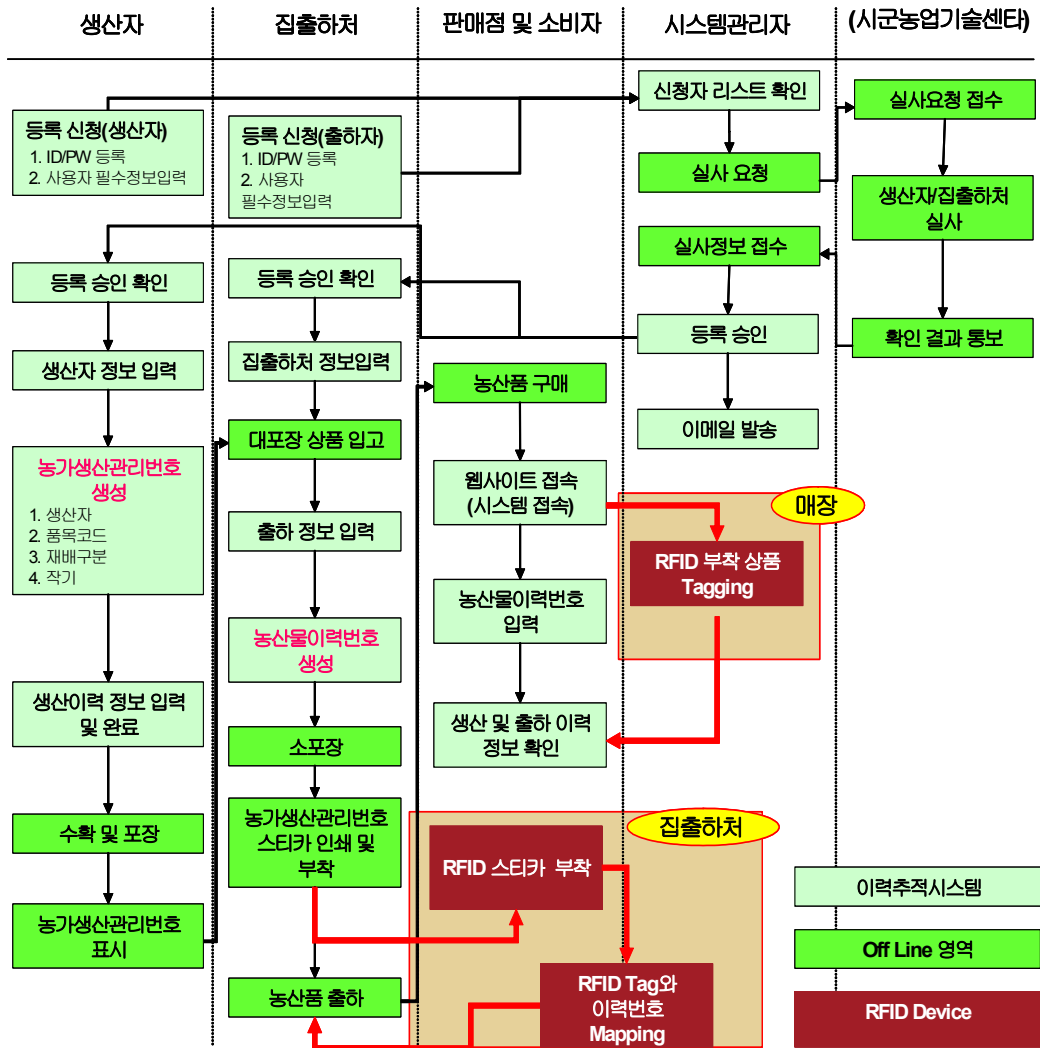 생산자
집출하처
판매점 및 소비자
시스템관리자
(시군농업기술센타)
등록 신청(생산자)
1. ID/PW 등록
2. 사용자 필수정보입력
등록 승인 확인
생산자 정보 입력
농가생산관리번호
생성
1. 생산자
2. 품목코드
3. 재배구분
4. 작기
생산이력 정보 입력
및 완료
수확 및 포장
농가생산관리번호
표시
등록 신청(출하자)
1. ID/PW 등록
2. 사용자
필수정보입력
등록 승인 확인
집출하처 정보입력
대포장 상품 입고
출하 정보 입력
농산물이력번호
생성
소포장
농가생산관리번호
스티카 인쇄 및
부착
농산품 출하
농산품 구매
웹사이트 접속
(시스템 접속)
농산물이력번호
입력
생산 및 출하 이력
정보 확인
신청자 리스트 확인
실사 요청
실사정보 접수
등록 승인
이메일 발송
실사요청 접수
생산자/집출하처
실사
확인 결과 통보
매장
RFID 부착 상품
Tagging
집출하처
RFID 스티카 부착
RFID Tag와
이력번호
Mapping
이력추적시스템
Off Line 영역
RFID Device